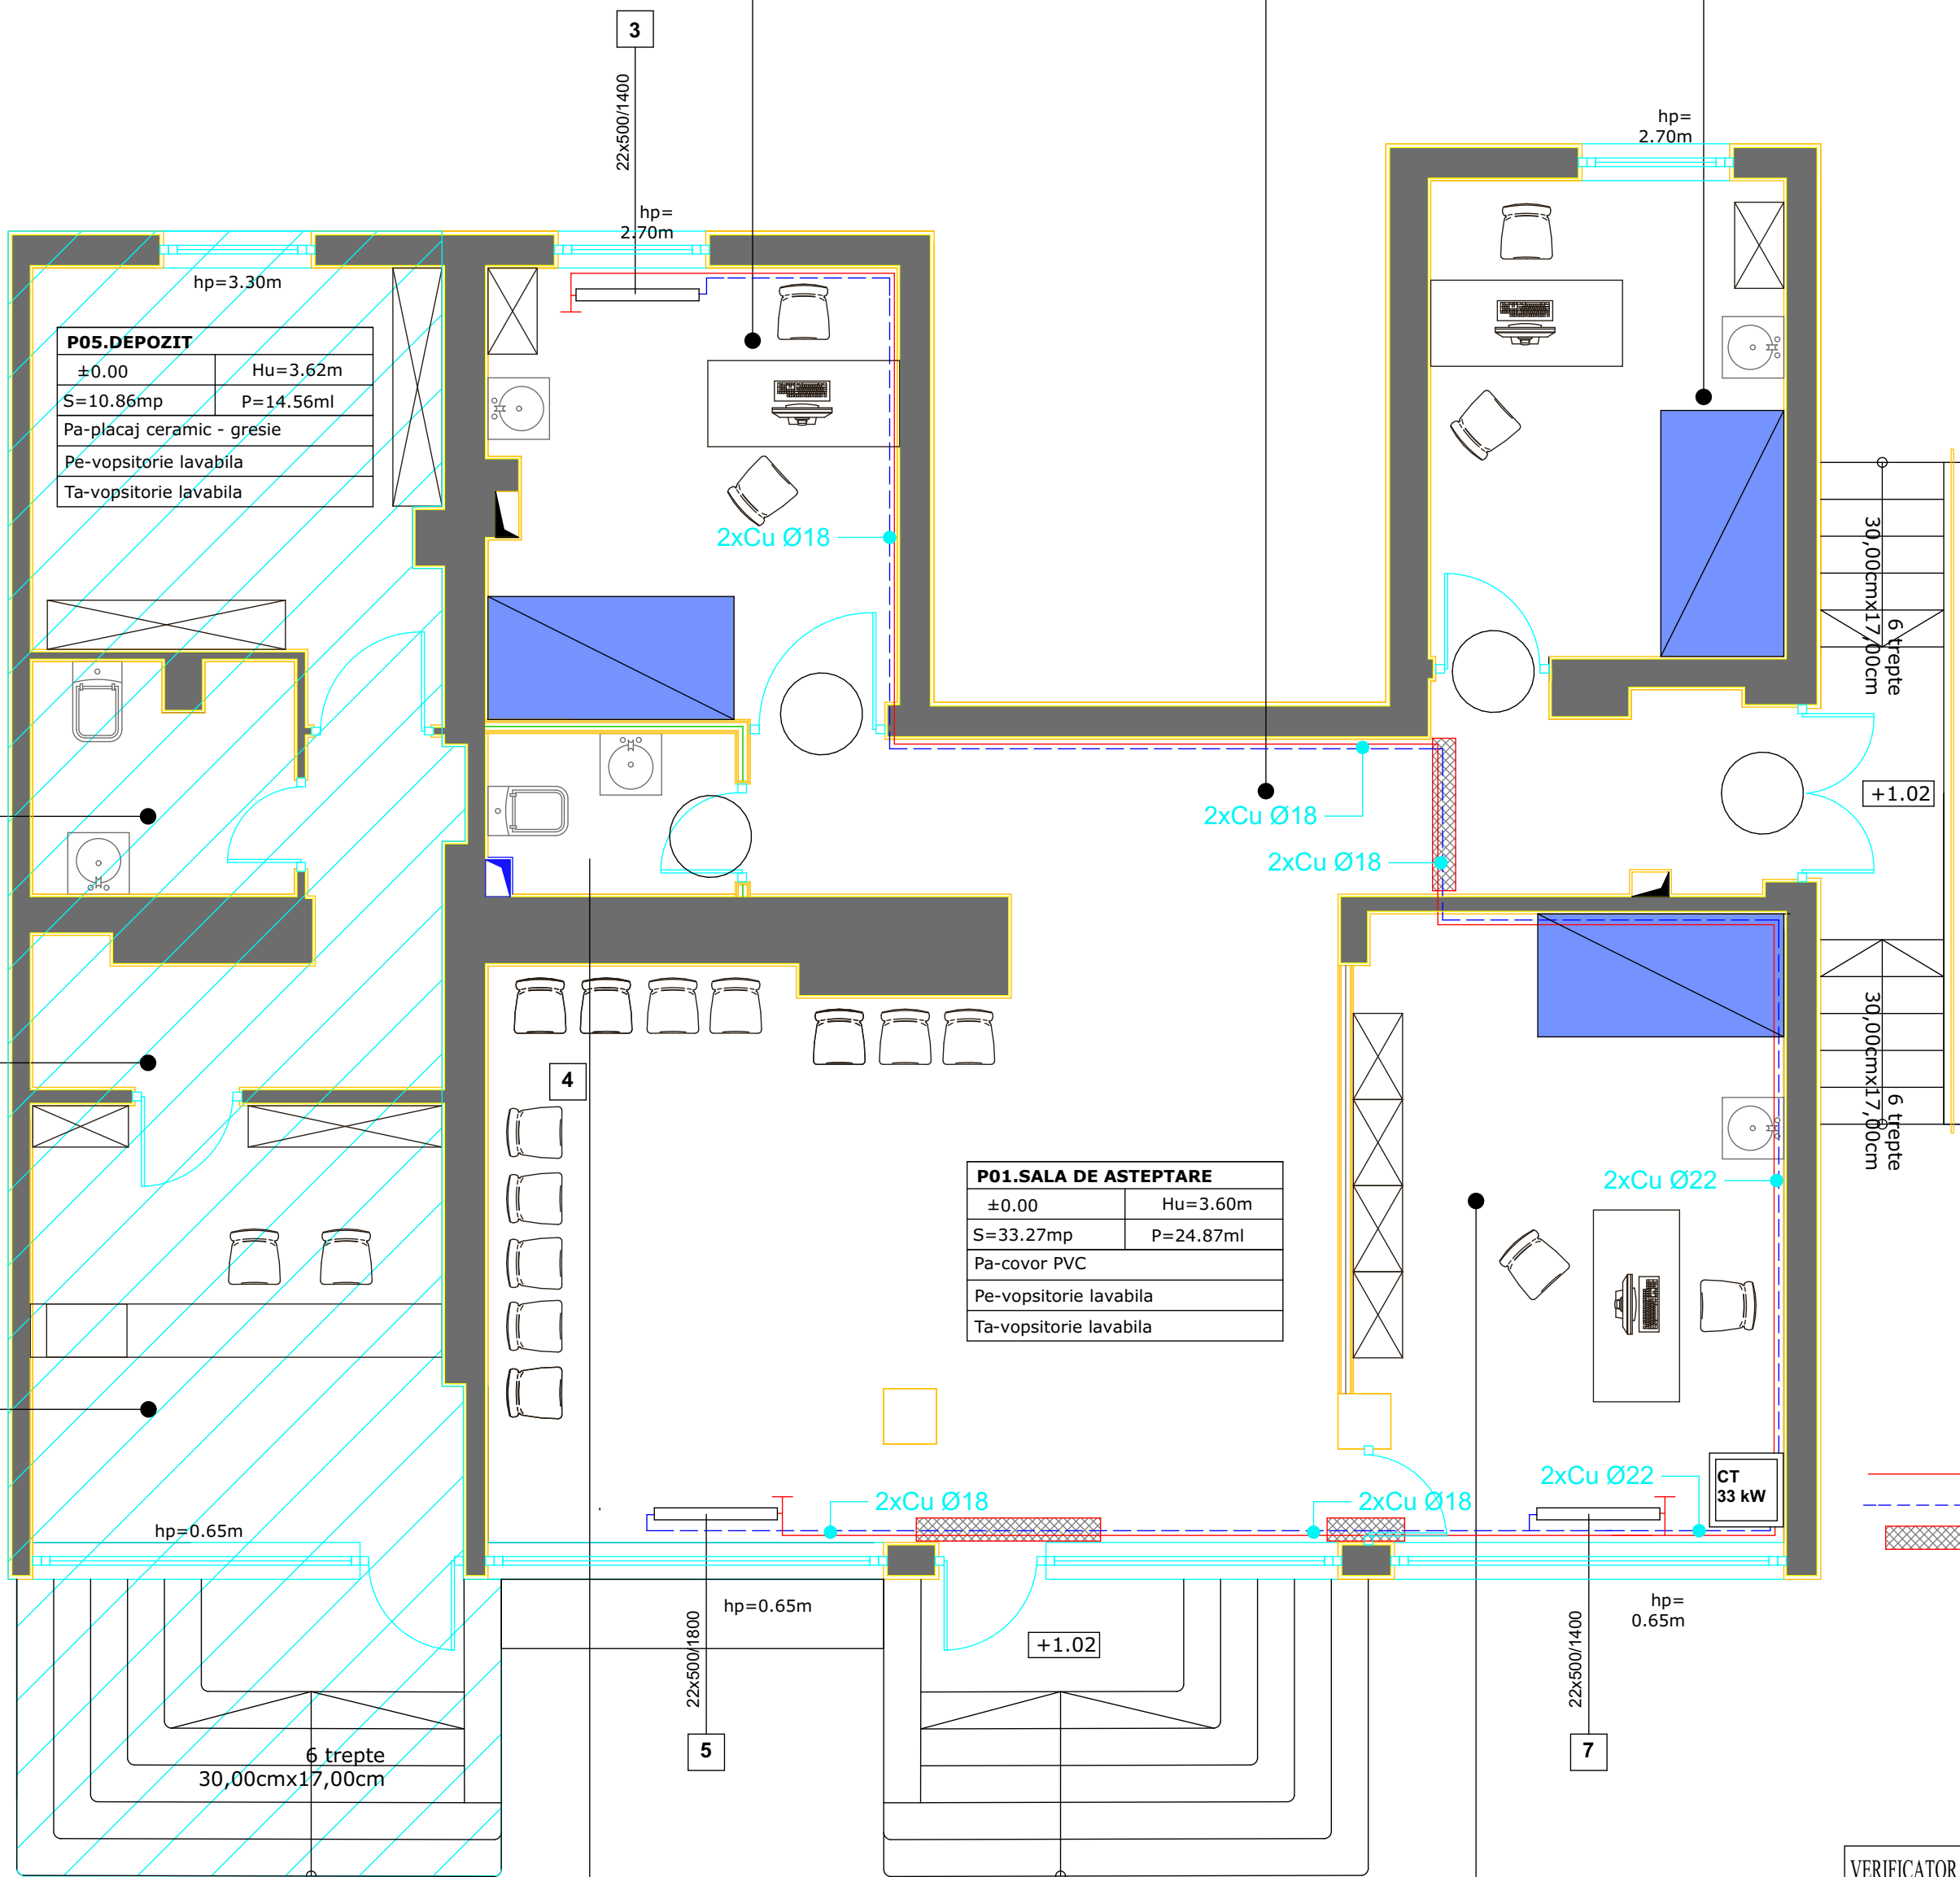 3
22x500/1400
hp=
2.70m
hp=
2.70m
hp=3.30m
P05.DEPOZIT
±0.00 Hu=3.62m
S=10.86mp P=14.56ml
Pa-placaj ceramic - gresie
Pe-vopsitorie lavabila
Ta-vopsitorie lavabila
2xCu Ø18
30,00cmx17,00cm
6 trepte
+1.02
2xCu Ø18
2xCu Ø18
30,00cmx17,00cm
6 trepte
4
P01.SALA DE ASTEPTARE
±0.00 Hu=3.60m
S=33.27mp P=24.87ml
Pa-covor PVC
Pe-vopsitorie lavabila
Ta-vopsitorie lavabila
2xCu Ø22
2xCu Ø22
CT
33 kW
2xCu Ø18
2xCu Ø18
hp=0.65m
hp=0.65m
hp=
0.65m
22x500/1800
+1.02
22x500/1400
5
7
6 trepte
30,00cmx17,00cm
VERIFICATOR